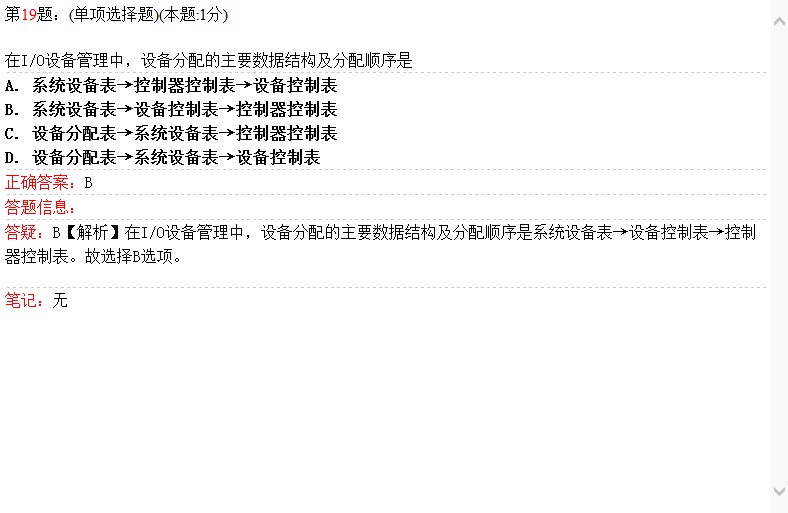 第19题：(单项选择题)(本题:1分)
在I/O设备管理中，设备分配的主要数据结构及分配顺序是
A. 系统设备表→控制器控制表→设备控制表
B. 系统设备表→设备控制表→控制器控制表
C. 设备分配表→系统设备表→控制器控制表
D. 设备分配表→系统设备表→设备控制表
正确答案：B
答题信息：
答疑：B【解析】在I/O设备管理中，设备分配的主要数据结构及分配顺序是系统设备表→设备控制表→控制
器控制表。故选择B选项。
笔记：无